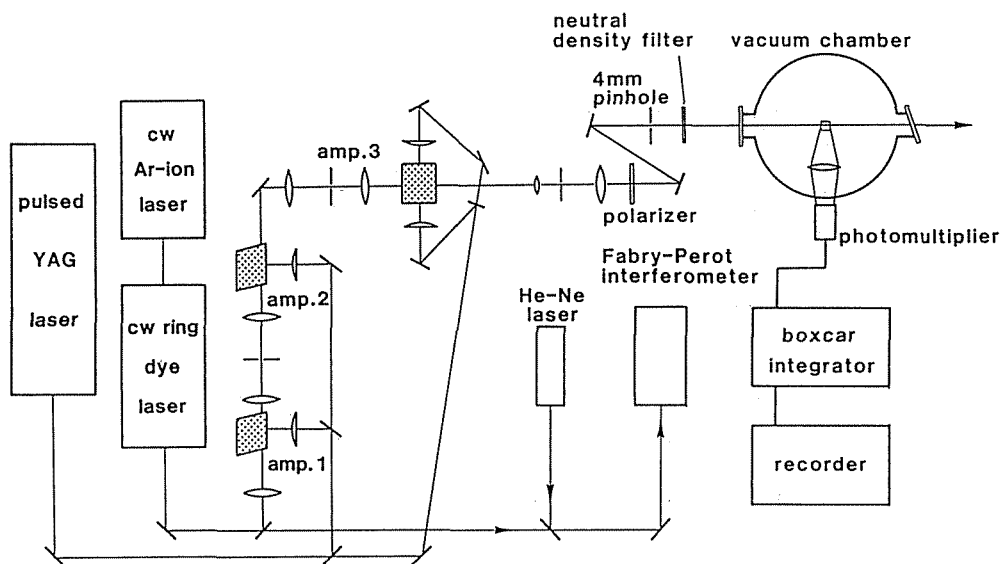 neutral
density filter
vacuum chamber
4mm
pinhole
cw
Ar-ion
laser
amp.3
pulsed
YAG
laser
polarizer
photomultiplier
Fabry-Perot
interferometer
He-Ne
laser
amp.2
cw ring
dye
laser
boxcar
integrator
amp.1
recorder